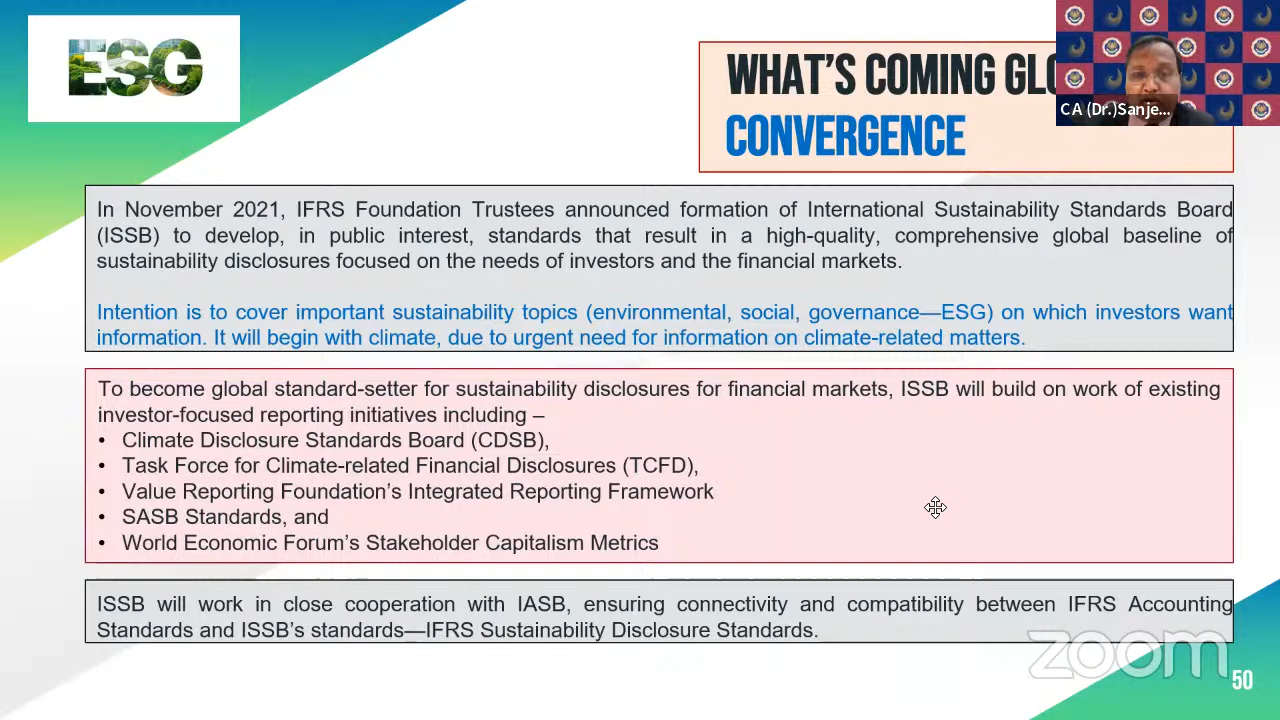 ESG
WHAT'S COMING GLO
CONVERGENCE
CA (Dr.)Sanje...
In November 2021, IFRS Foundation Trustees announced formation of International Sustainability Standards Board
(ISSB) to develop, in public interest, standards that result in a high-quality, comprehensive global baseline of
sustainability disclosures focused on the needs of investors and the financial markets.
Intention is to cover important sustainability topics (environmental, social, governance—ESG) on which investors want
information. It will begin with climate, due to urgent need for information on climate-related matters.
To become global standard-setter for sustainability disclosures for financial markets, ISSB will build on work of existing
investor-focused reporting initiatives including –
• Climate Disclosure Standards Board (CDSB),
• Task Force for Climate-related Financial Disclosures (TCFD),
• Value Reporting Foundation's Integrated Reporting Framework
• SASB Standards, and
• World Economic Forum's Stakeholder Capitalism Metrics
ISSB will work in close cooperation with IASB, ensuring connectivity and compatibility between IFRS Accounting
Standards and ISSB's standards—IFRS Sustainability Disclosure Standards.
zoom
50